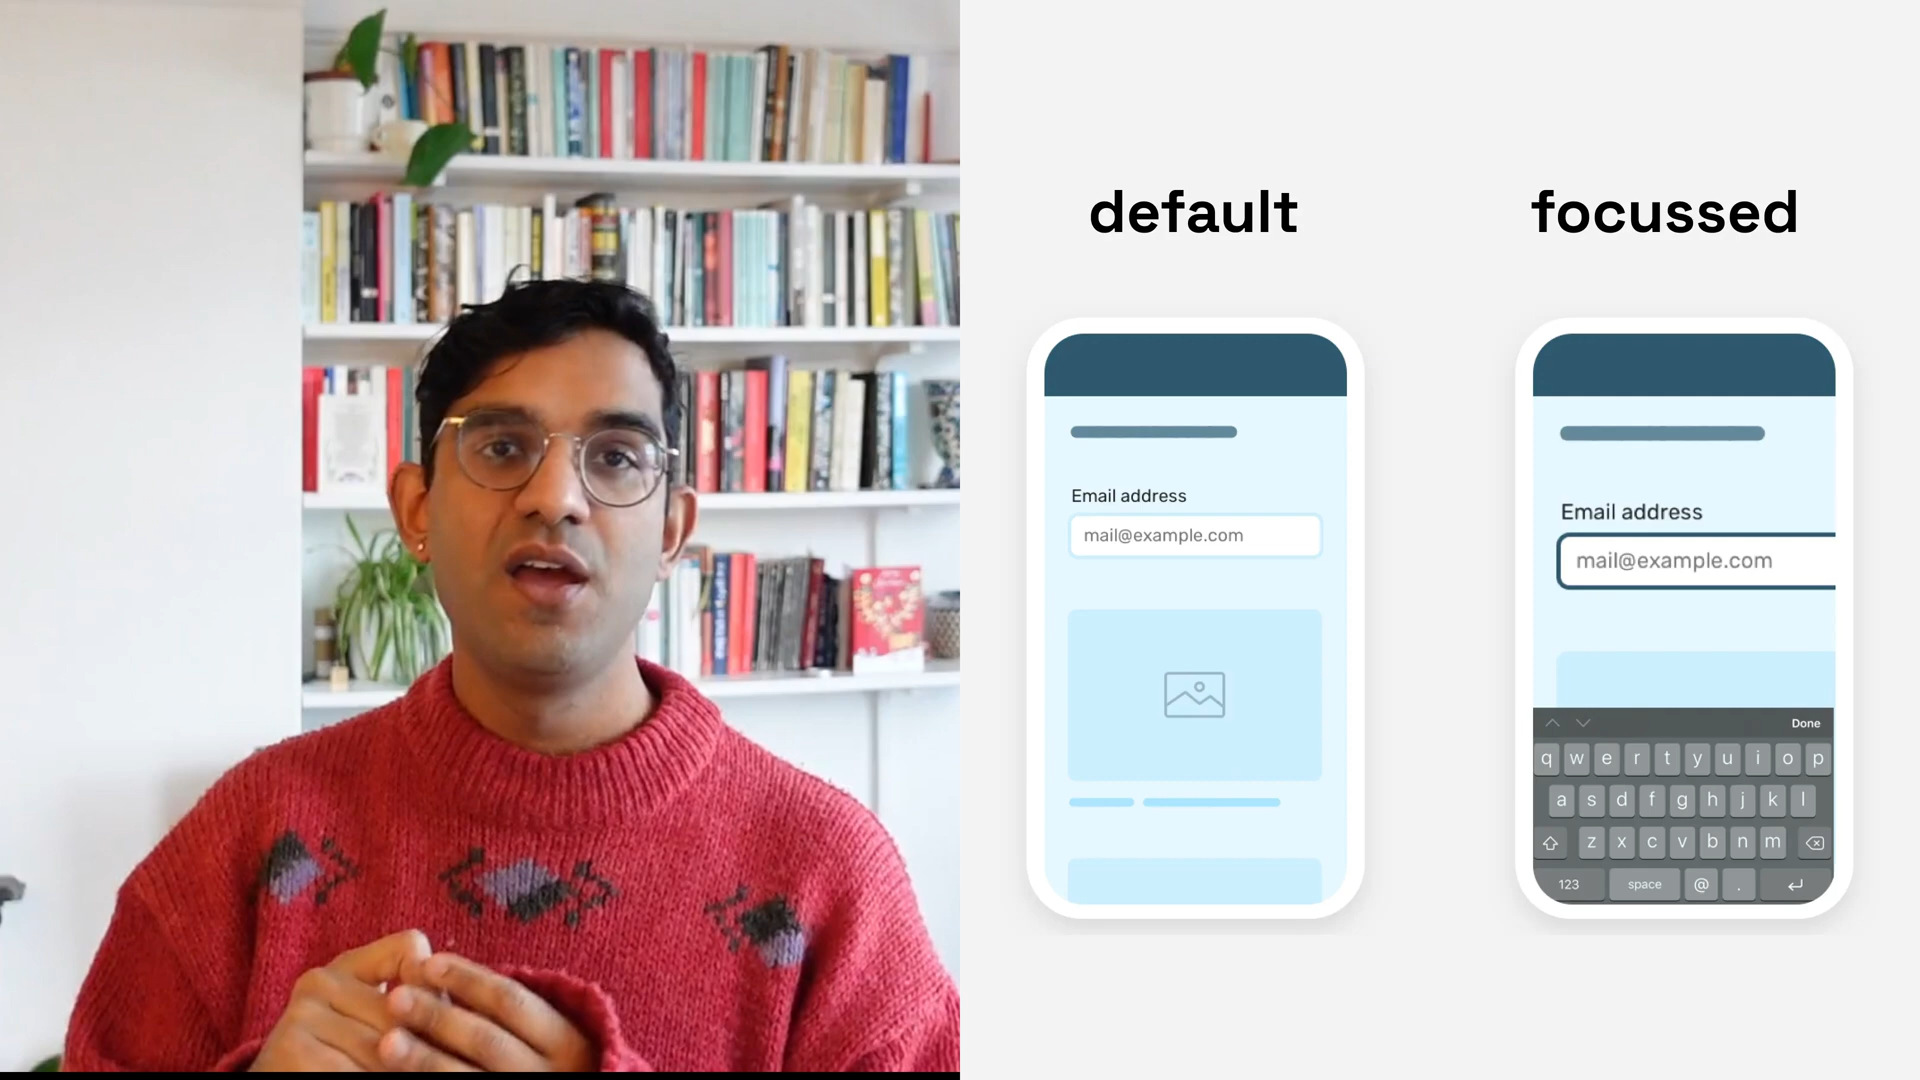 default
focussed
Email address
mail@example.com
Email address
mail@example.com
Done
q w e r t y u i o p
a s d f g h j k l
z x c v b n m
123 space @ .